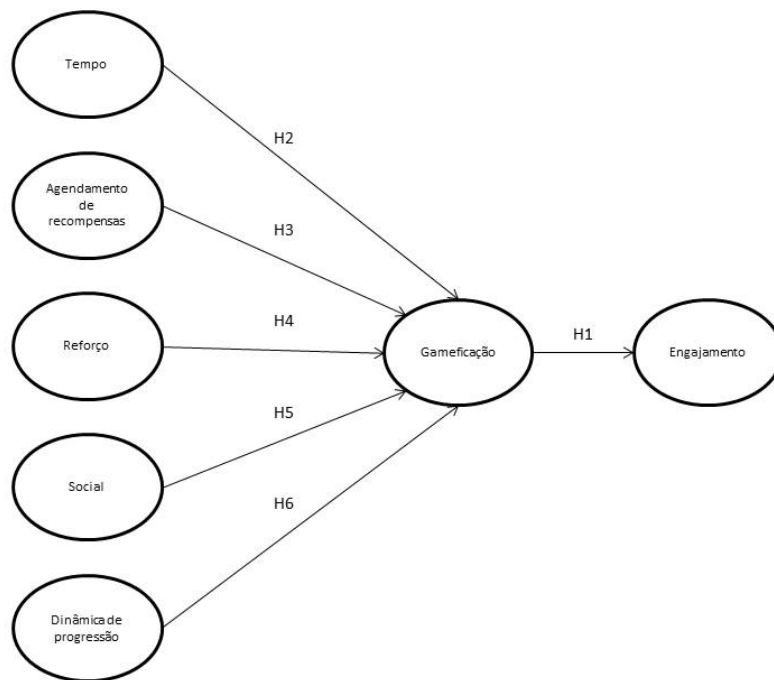 Tempo
H2
Agendamento
de
recompensas
H3
Reforço
H4
Gameficação
H1
Engajamento
H5
Social
H6
Dinâmica de
progressão